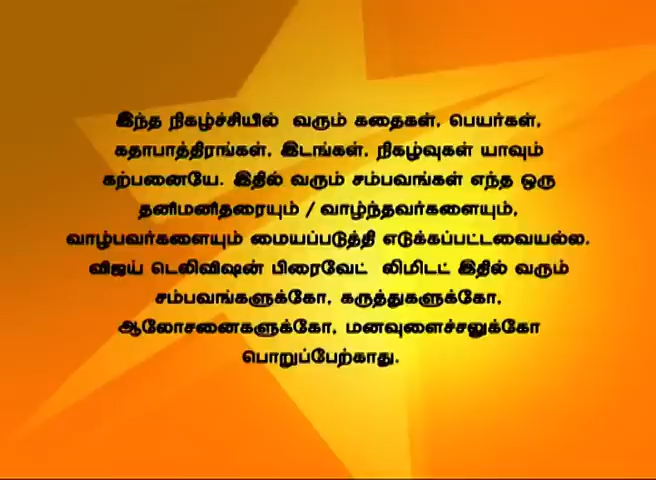 இந்த நிகழ்ச்சியில் வரும் கதைகள், பெயர்கள்,
கதாபாத்திரங்கள், இடங்கள், நிகழ்வுகள் யாவும்
கற்பனையே. இதில் வரும் சம்பவங்கள் எந்த ஒரு
தனிமனிதரையும் / வாழ்ந்தவர்களையும்,
வாழ்பவர்களையும் மையப்படுத்தி எடுக்கப்பட்டவையல்ல.
விஜய் டெலிவிஷன் பிரைவேட் லிமிடட் இதில் வரும்
சம்பவங்களுக்கோ, கருத்துகளுக்கோ,
ஆலோசனைகளுக்கோ, மனவுளைச்சலுக்கோ
பொறுப்பேற்காது.